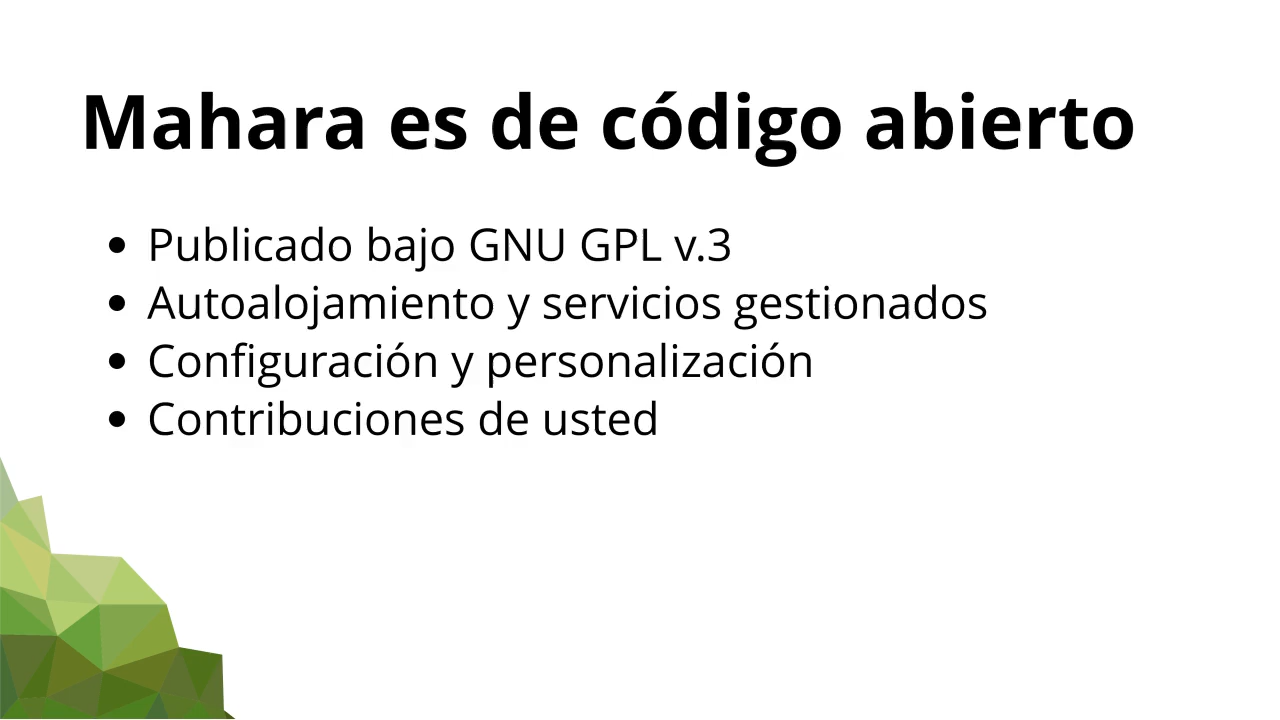 Mahara es de código abierto
• Publicado bajo GNU GPL v.3
• Autoalojamiento y servicios gestionados
• Configuración y personalización
• Contribuciones de usted